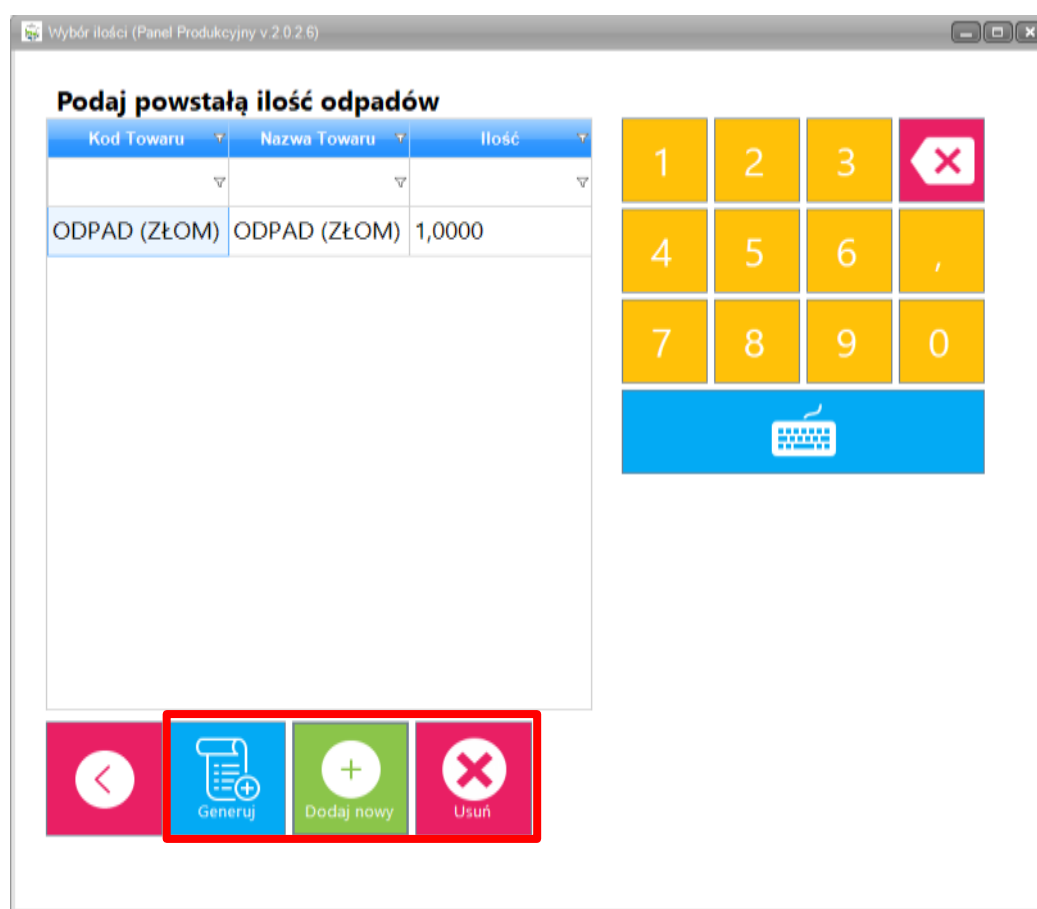 Wybór ilości (Panel Produkcyjny v.2.0.2.6)
Podaj powstałą ilość odpadów
Kod Towaru Nazwa Towaru Ilość
ODPAD (ZŁOM) ODPAD (ZŁOM) 1,0000
1 2 3
4 5 6 ,
7 8 9 0
Generuj Dodaj nowy Usuń